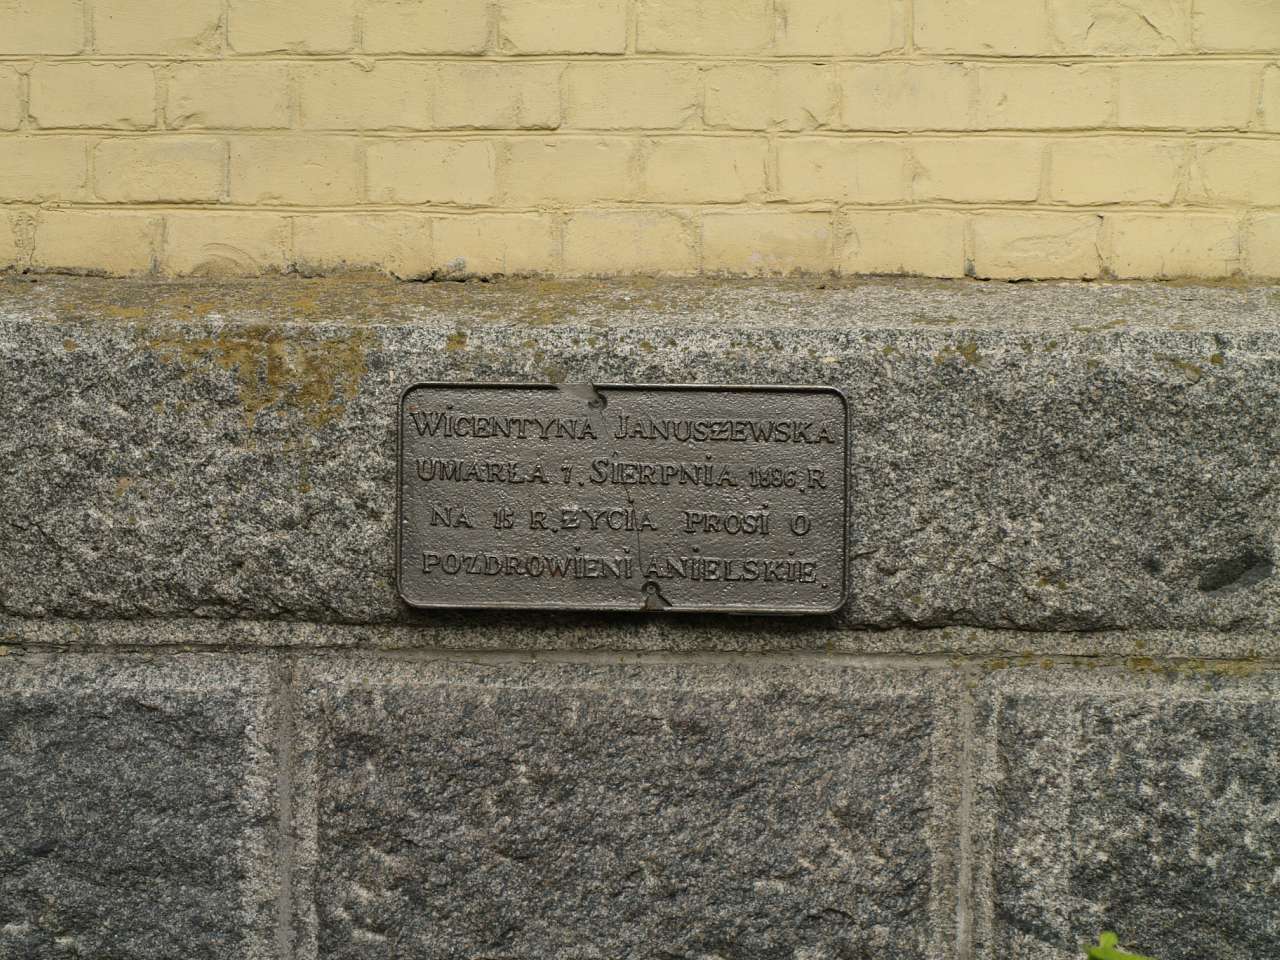 WiCENTYNA JANUSZEWSKA
UMARŁA 7. SiERPNiA 1886.R
NA 15 R.ŻYCiA PROSi O
POZDROWiENi ANiELSKiE.